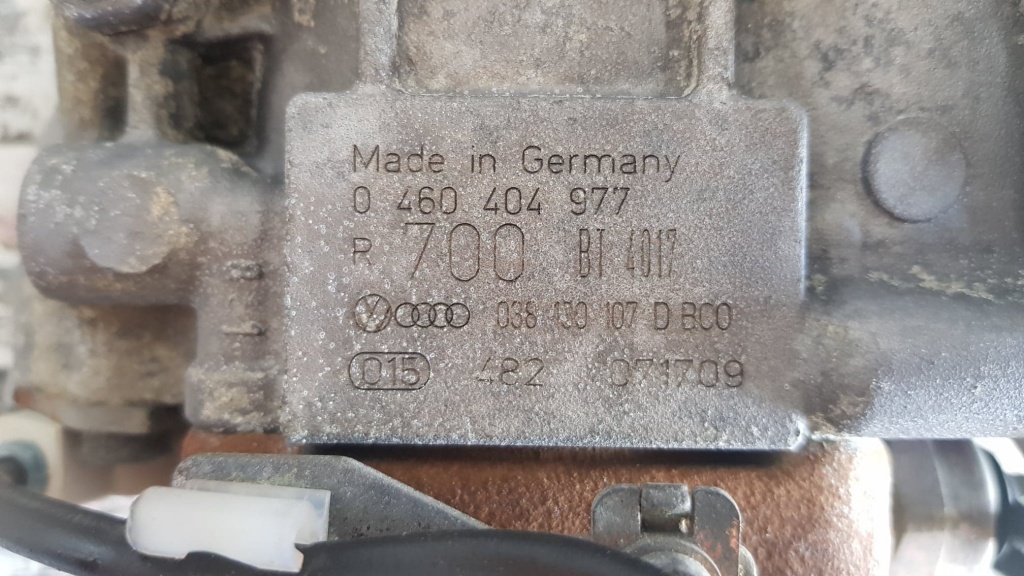 Made in Germany
0 460 404 977
R 700 BT 4017
038 130 107 D BCO
015 482 071709